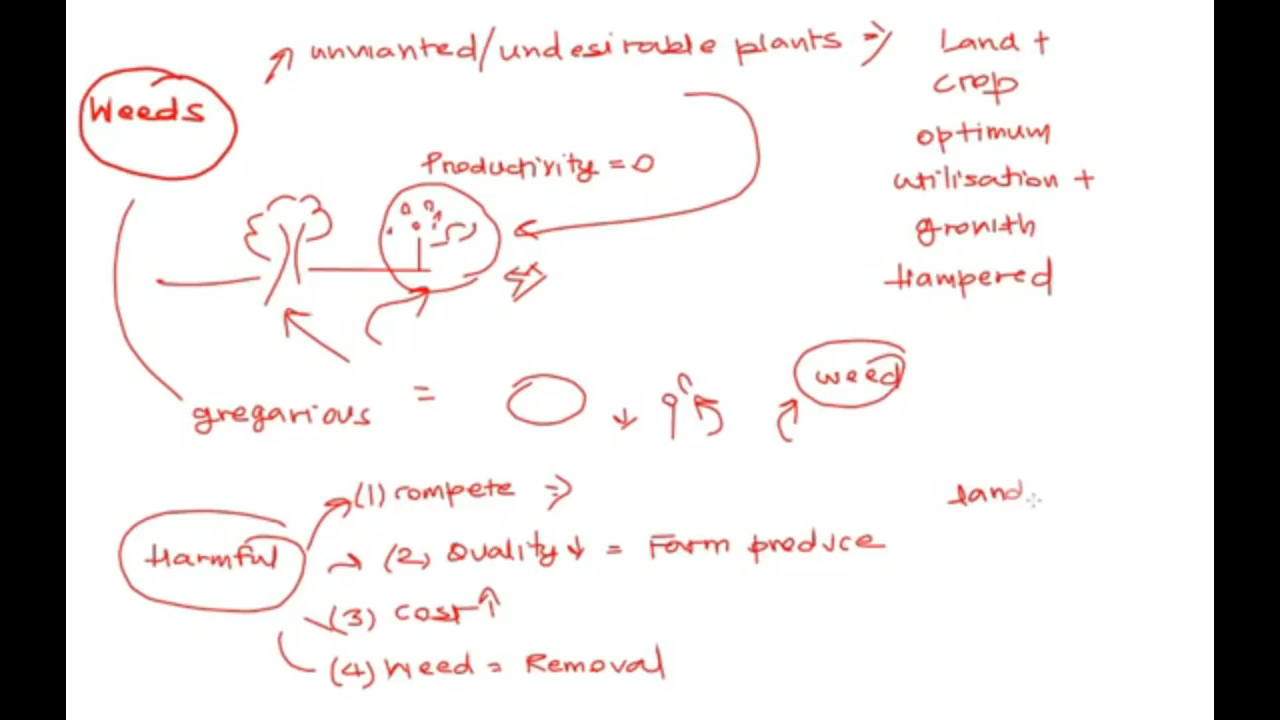 unwanted/undesirable plants => Land +
crop
Weeds
optimum
Productivity = 0
utilisation +
growth
Hampered
weed
gregarious =
(1) compete =>
land
Harmful
(2) Quality ↓ = Farm produce
(3) Cost ↑
(4) Weed = Removal